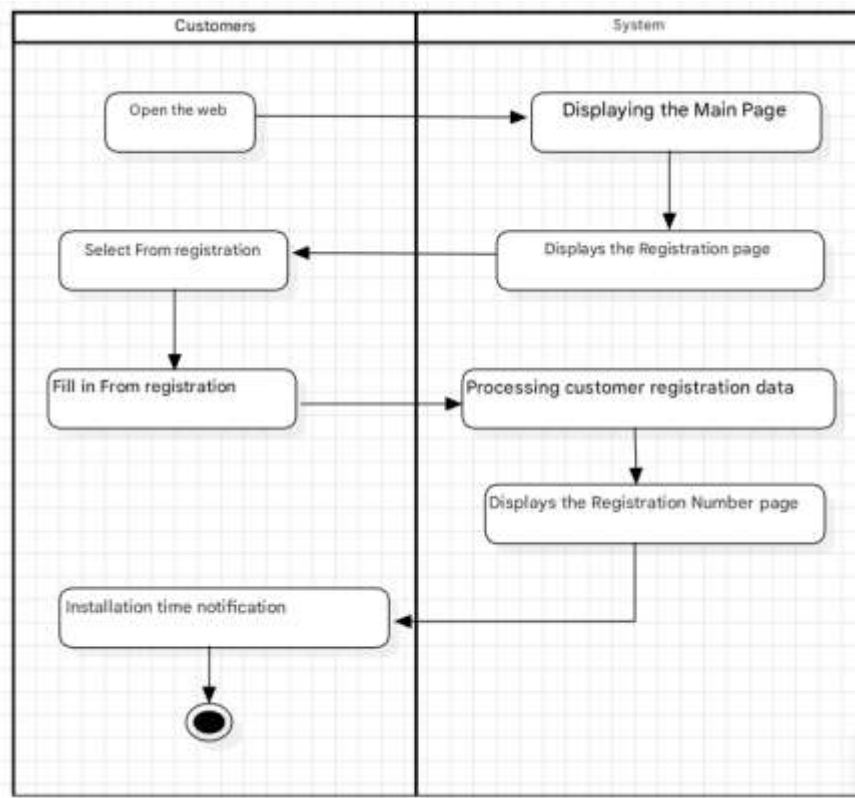 Customers
System
Open the web
Displaying the Main Page
Select From registration
Displays the Registration page
Fill in From registration
Processing customer registration data
Displays the Registration Number page
Installation time notification